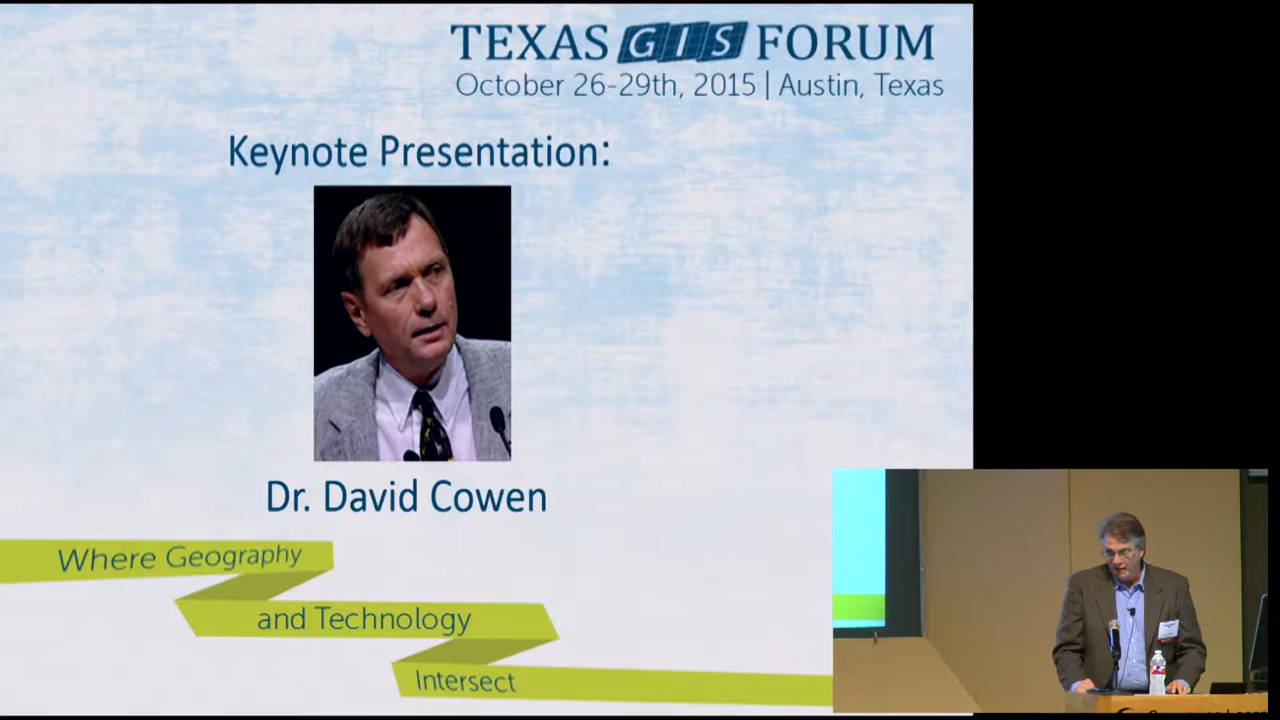 TEXAS GIS FORUM
October 26-29th, 2015 | Austin, Texas
Keynote Presentation:
Dr. David Cowen
Where Geography
and Technology
Intersect